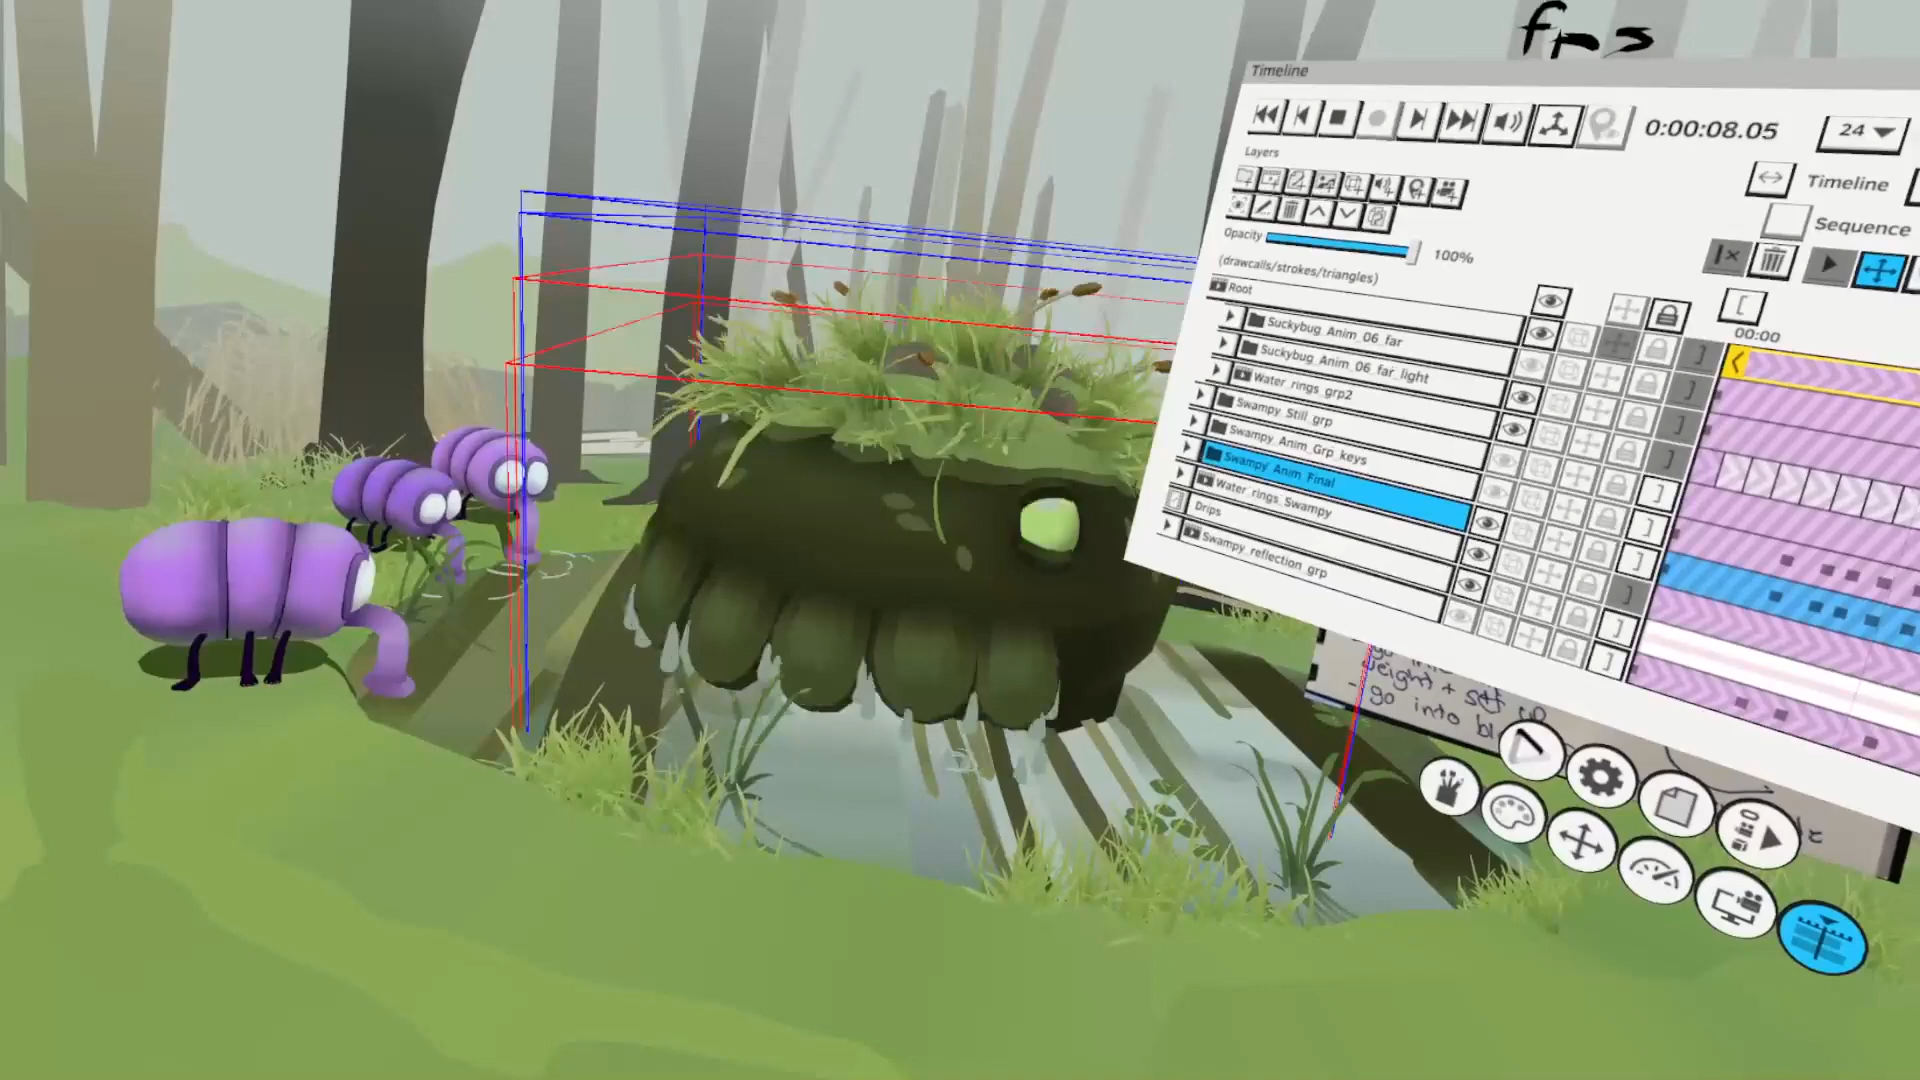 fps
Timeline
0:00:08.05
24
Layers
Timeline
Sequence
Opacity
100%
(drawcalls/strokes/triangles)
Root
00:00
Suckybug_Anim_06_far
Suckybug_Anim_06_far_light
Water_rings_grp2
Swampy_Still_grp
Swampy_Anim_Grp_keys
Swampy_Anim_Final
Water_rings_Swampy
Drips
Swampy_reflection_grp
weight +
- go into bl